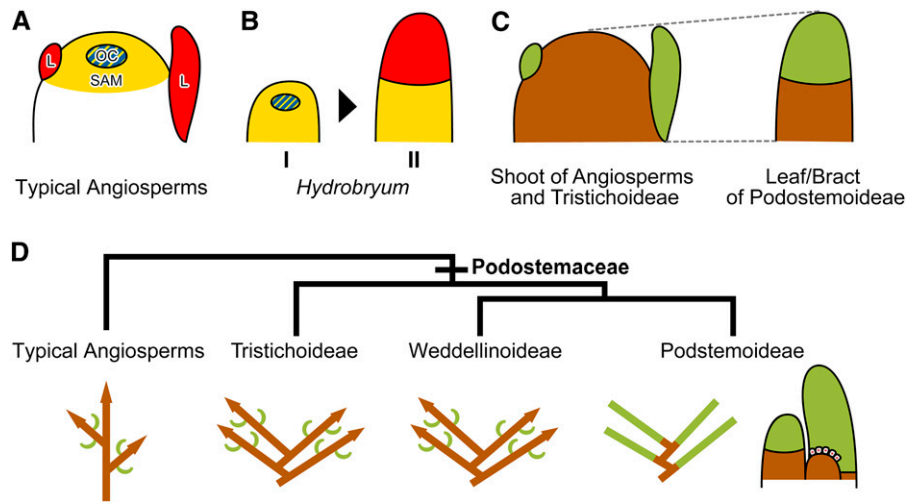 A
B
C
L
OC
SAM
L
I
II
Typical Angiosperms
Hydrobryum
Shoot of Angiosperms
and Tristichoideae
Leaf/Bract
of Podostemoideae
D
Podostemaceae
Typical Angiosperms
Tristichoideae
Weddellinoideae
Podstemoideae